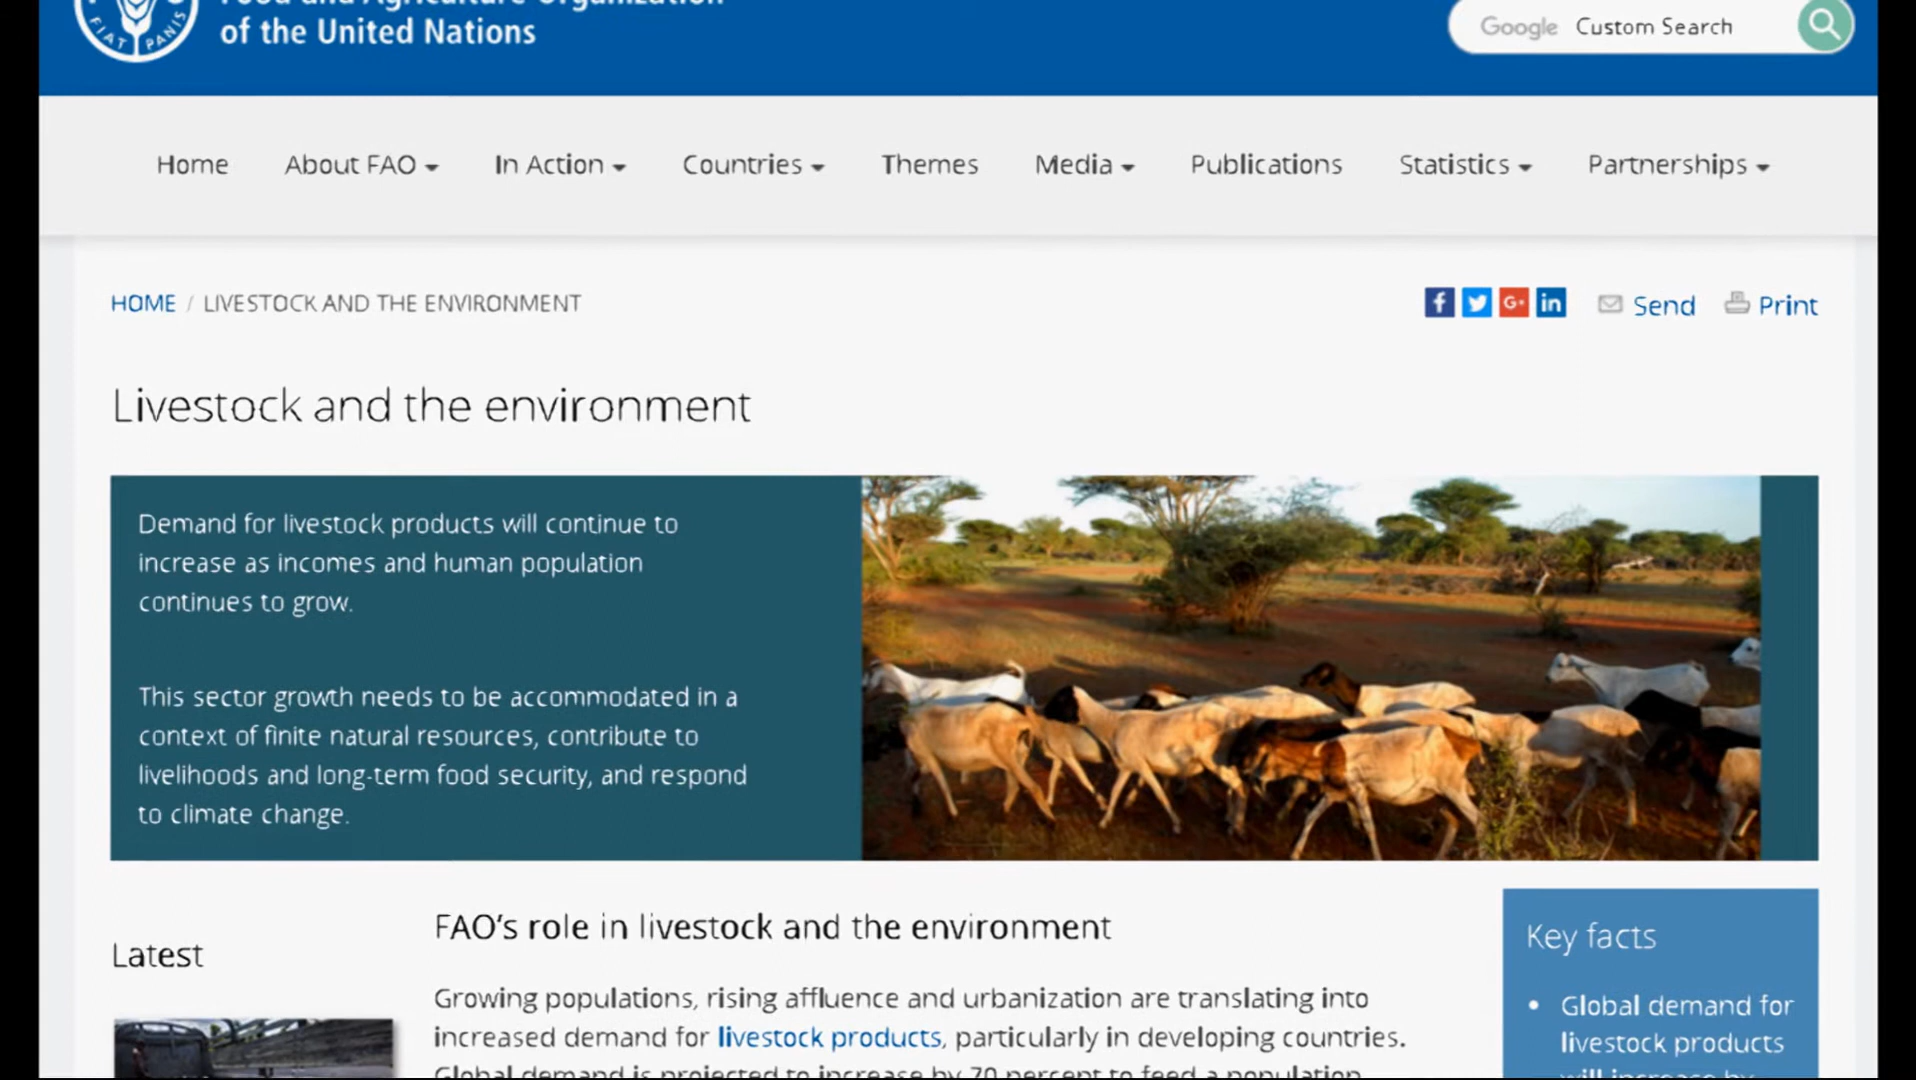 Food and Agriculture Organization
of the United Nations
FIAT PANIS
Google Custom Search
Home About FAO In Action Countries Themes Media Publications Statistics Partnerships
HOME / LIVESTOCK AND THE ENVIRONMENT
f G+ in Send Print
Livestock and the environment
Demand for livestock products will continue to
increase as incomes and human population
continues to grow.
This sector growth needs to be accommodated in a
context of finite natural resources, contribute to
livelihoods and long-term food security, and respond
to climate change.
Latest
FAO's role in livestock and the environment
Growing populations, rising affluence and urbanization are translating into
increased demand for livestock products, particularly in developing countries.
Global demand is projected to increase by 70 percent to feed a population
Key facts
• Global demand for
livestock products
will increase by